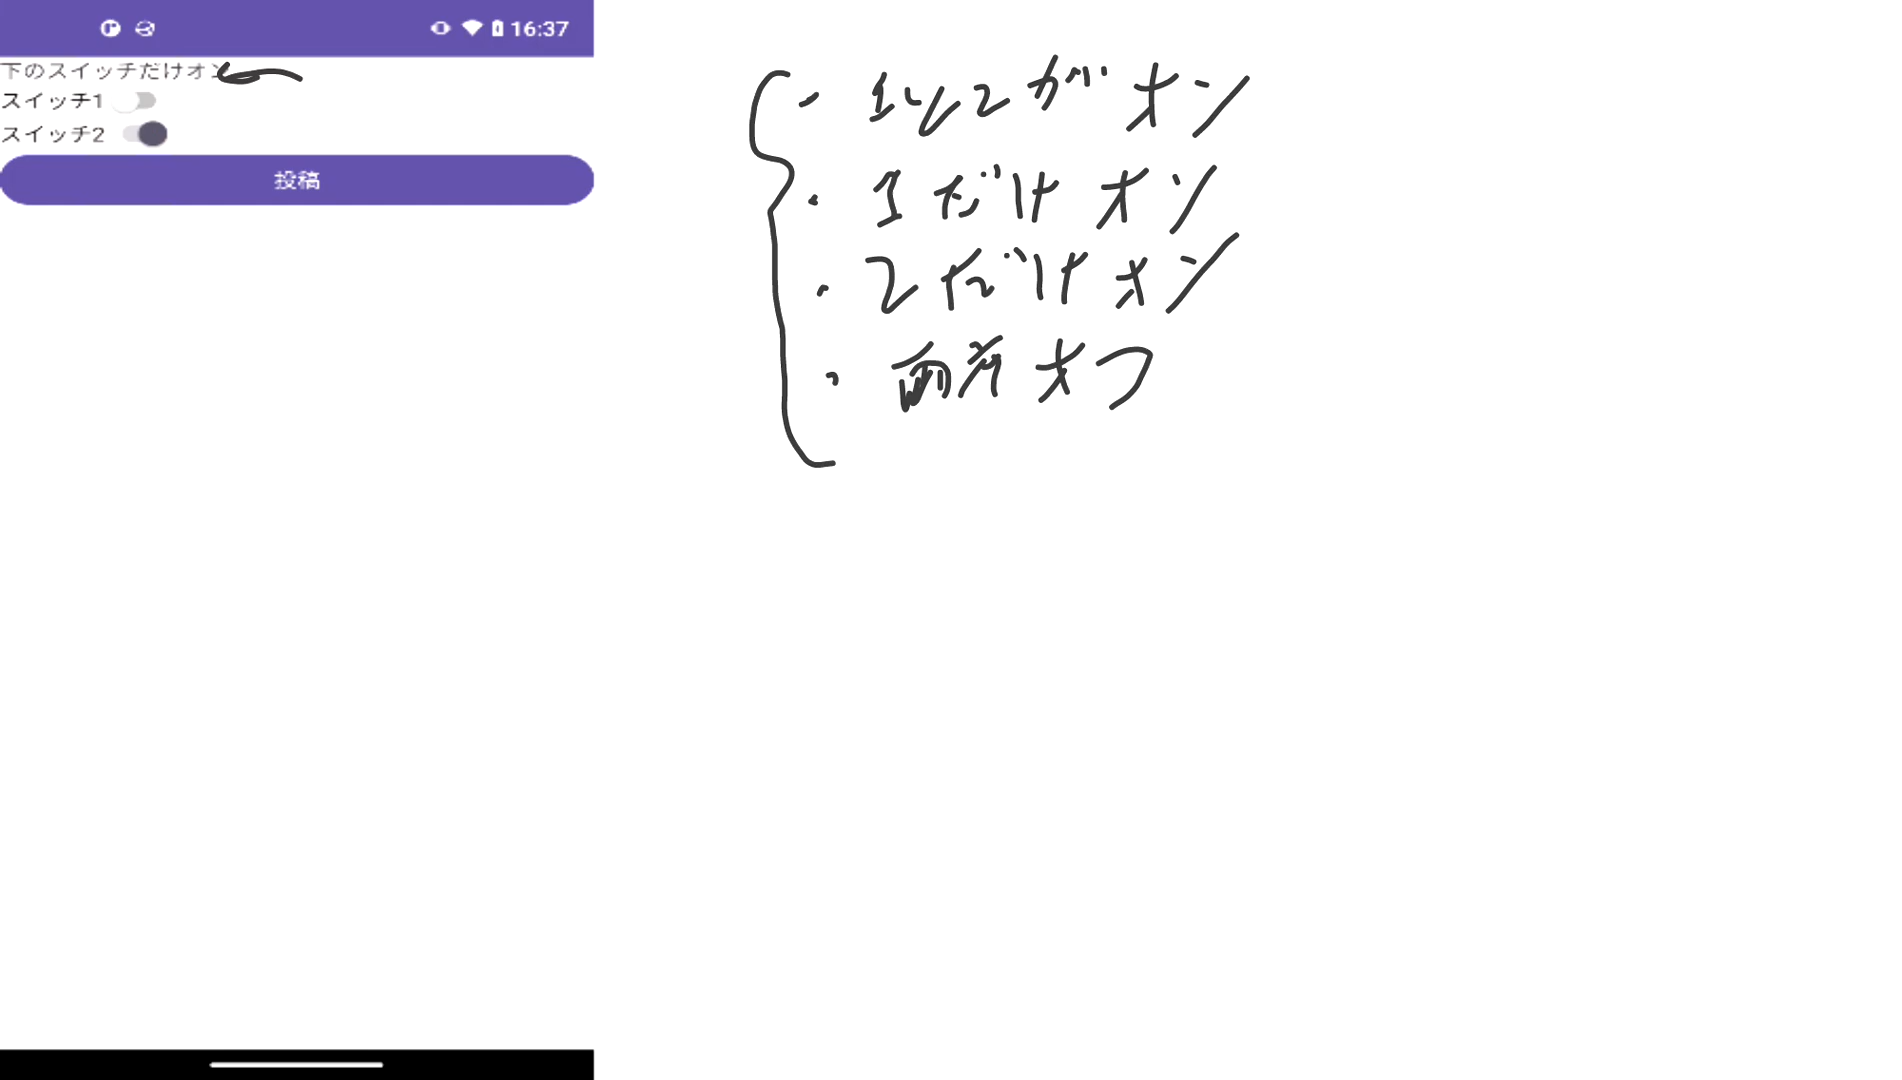 16:37
下のスイッチだけオン
スイッチ1
スイッチ2
投稿
・1と2が オン
・1だけ オン
・2だけ オン
・両方 オフ